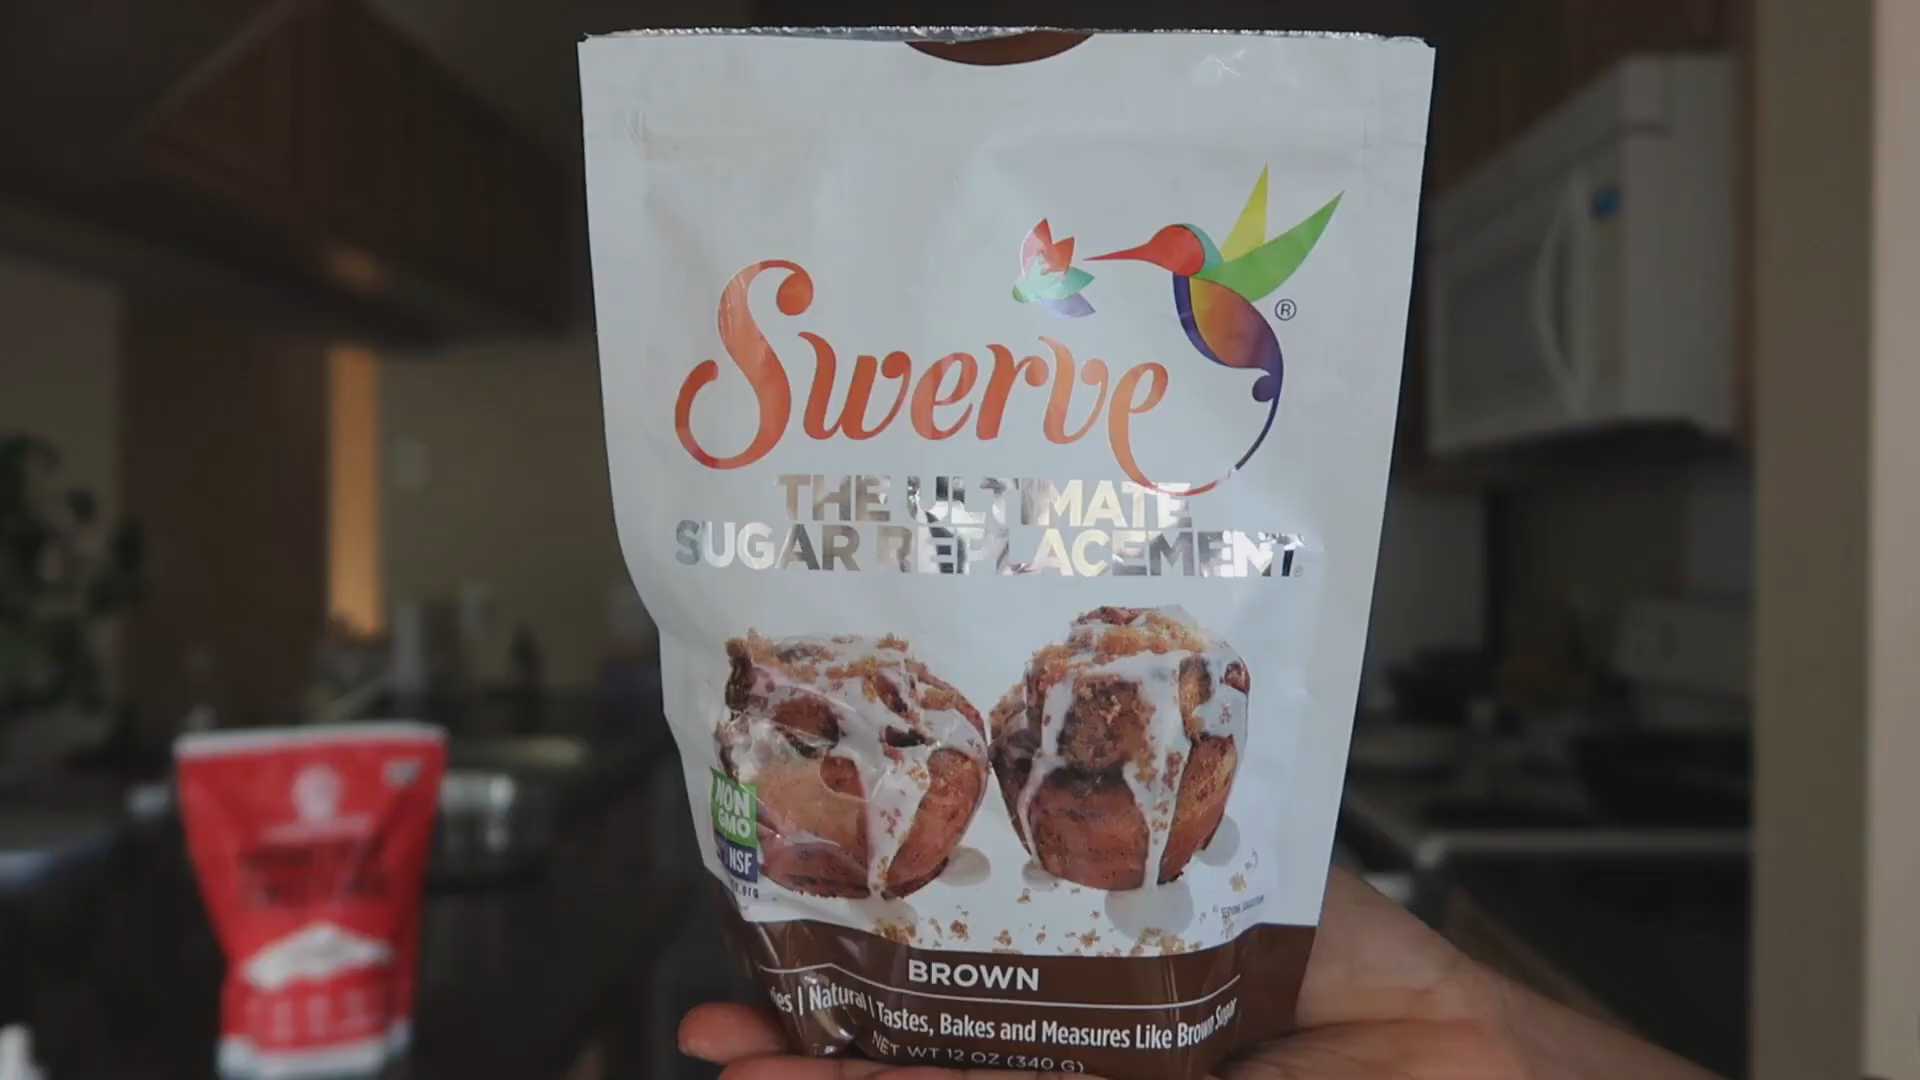 Swerve
®
THE ULTIMATE
SUGAR REPLACEMENT
NON
GMO
NSF
BROWN
Natural | Tastes, Bakes and Measures Like Brown Sugar
NET WT 12 OZ (340 G)